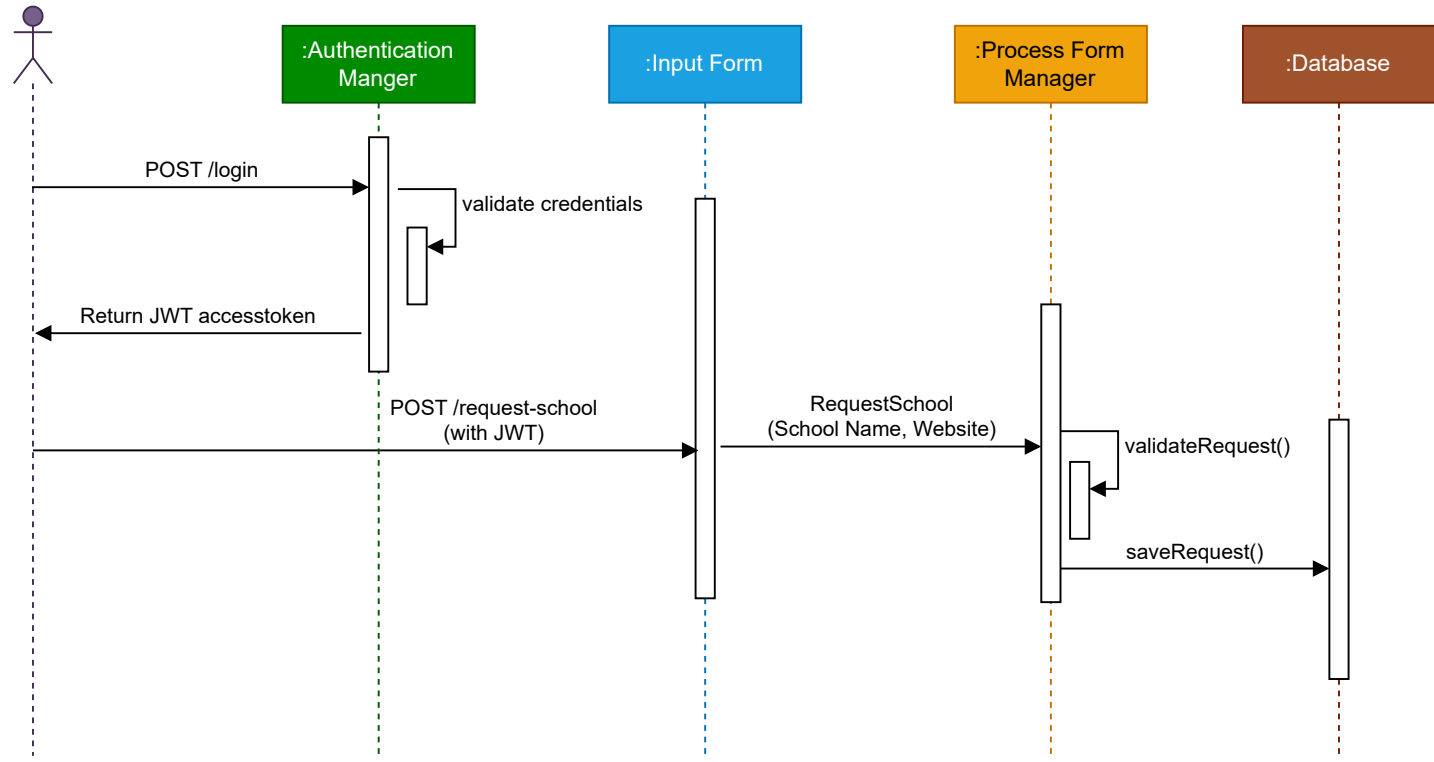 :Authentication
Manger
:Input Form
:Process Form
Manager
:Database
POST /login
validate credentials
Return JWT accesstoken
POST /request-school
(with JWT)
RequestSchool
(School Name, Website)
validateRequest()
saveRequest()